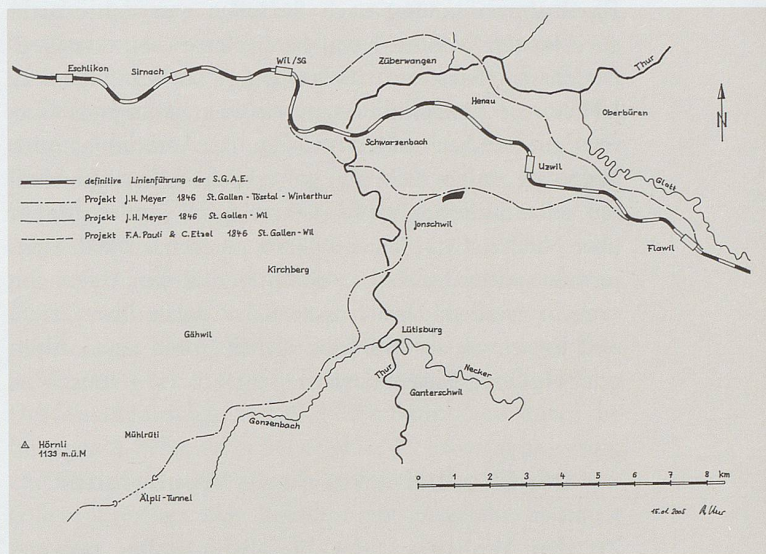 Eschlikon
Sirnach
Wil/SG
Züberwangen
Thur
Henau
Oberbüren
N
Schwarzenbach
Uzwil
Glatt
definitive Linienführung der S.G.A.E.
Projekt J.H. Meyer 1846 St.Gallen-Tösstal-Winterthur
Projekt J.H. Meyer 1846 St.Gallen-Wil
Projekt F.A. Pauli & C. Etzel 1846 St.Gallen-Wil
Jonschwil
Flawil
Kirchberg
Gähwil
Lütisburg
Thur
Necker
Ganterschwil
Gonzenbach
Mühlrüti
Hörnli
1133 m.ü.M
Älpli-Tunnel
0 1 2 3 4 5 6 7 8 km
15.01.2005